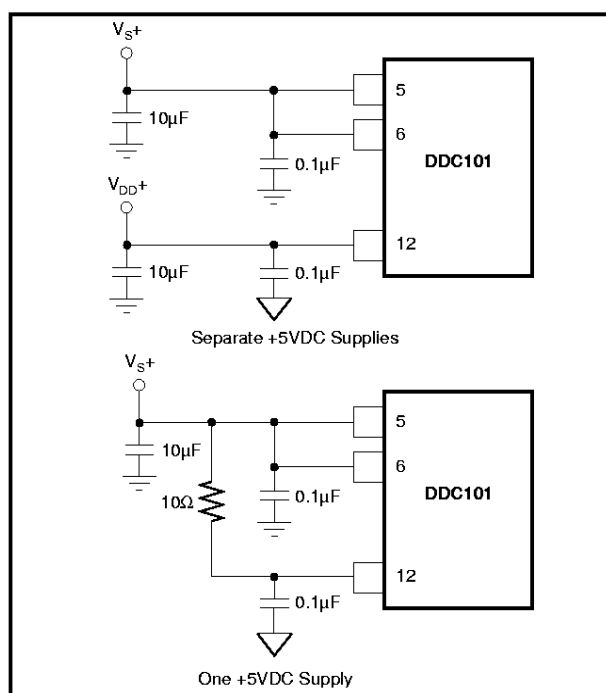 VS+
5
10µF
6
DDC101
0.1µF
VDD+
12
10µF
0.1µF
Separate +5VDC Supplies
VS+
5
10µF
6
DDC101
10Ω
0.1µF
12
0.1µF
One +5VDC Supply